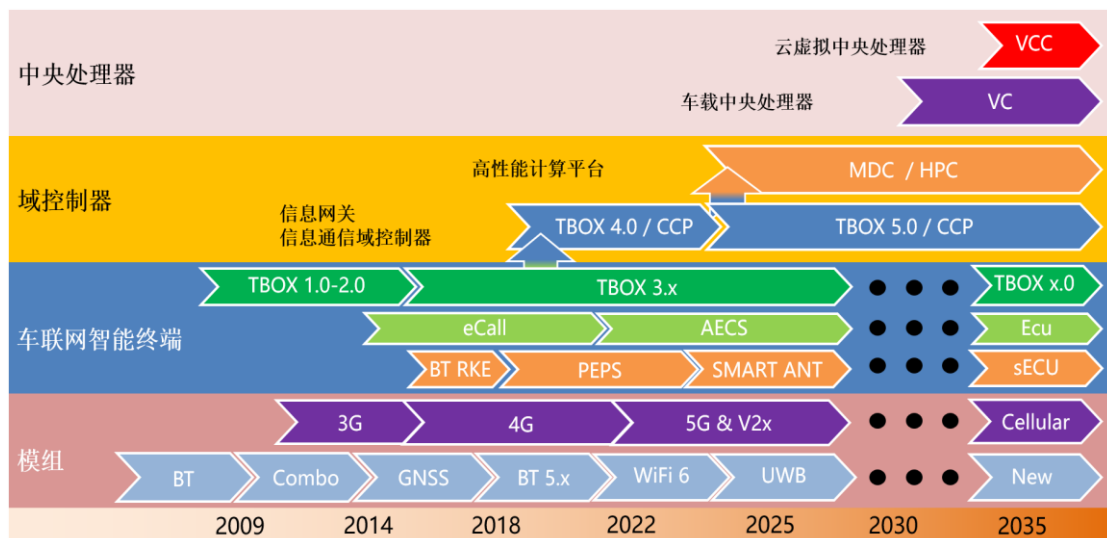 云虚拟中央处理器
VCC
中央处理器
车载中央处理器
VC
高性能计算平台
MDC / HPC
域控制器
信息网关
信息通信域控制器
TBOX 4.0 / CCP
TBOX 5.0 / CCP
TBOX 1.0-2.0
TBOX 3.x
TBOX x.0
车联网智能终端
eCall
AECS
Ecu
BT RKE
PEPS
SMART ANT
sECU
模组
3G
4G
5G & V2x
Cellular
BT
Combo
GNSS
BT 5.x
WiFi 6
UWB
New
2009
2014
2018
2022
2025
2030
2035